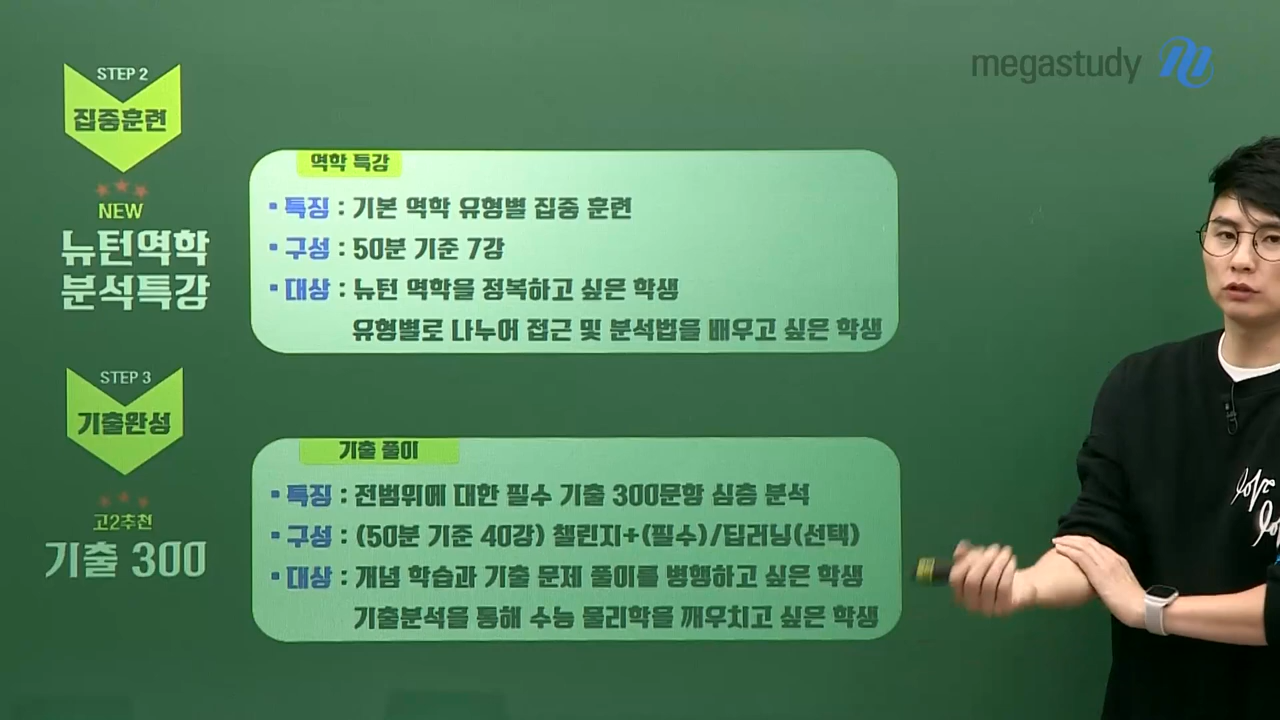 megastudy
STEP 2
집중훈련
NEW
뉴턴역학
분석특강
역학 특강
▪ 특징 : 기본 역학 유형별 집중 훈련
▪ 구성 : 50분 기준 7강
▪ 대상 : 뉴턴 역학을 정복하고 싶은 학생
유형별로 나누어 접근 및 분석법을 배우고 싶은 학생
STEP 3
기출완성
고2추천
기출 300
기출 풀이
▪ 특징 : 전범위에 대한 필수 기출 300문항 심층 분석
▪ 구성 : (50분 기준 40강) 챌린지+(필수)/딥러닝(선택)
▪ 대상 : 개념 학습과 기출 문제 풀이를 병행하고 싶은 학생
기출분석을 통해 수능 물리학을 깨우치고 싶은 학생